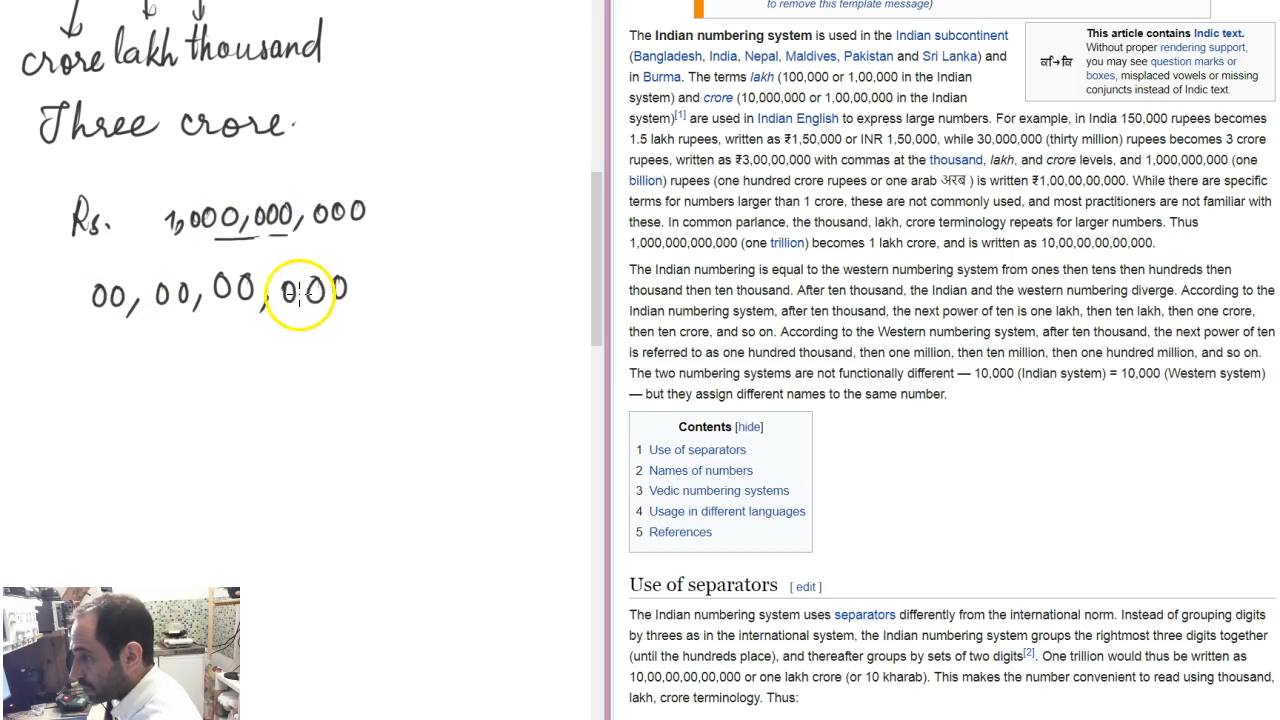 crore lakh thousand
Three crore.
Rs. 1,000,000,000
00, 00, 00, 000
to remove this template message)
The Indian numbering system is used in the Indian subcontinent
(Bangladesh, India, Nepal, Maldives, Pakistan and Sri Lanka) and
in Burma. The terms lakh (100,000 or 1,00,000 in the Indian
system) and crore (10,000,000 or 1,00,00,000 in the Indian
system)[1] are used in Indian English to express large numbers. For example, in India 150,000 rupees becomes
1.5 lakh rupees, written as ₹1,50,000 or INR 1,50,000, while 30,000,000 (thirty million) rupees becomes 3 crore
rupees, written as ₹3,00,00,000 with commas at the thousand, lakh, and crore levels, and 1,000,000,000 (one
billion) rupees (one hundred crore rupees or one arab अरब ) is written ₹1,00,00,00,000. While there are specific
terms for numbers larger than 1 crore, these are not commonly used, and most practitioners are not familiar with
these. In common parlance, the thousand, lakh, crore terminology repeats for larger numbers. Thus
1,000,000,000,000 (one trillion) becomes 1 lakh crore, and is written as 10,00,00,00,00,000.
This article contains Indic text.
Without proper rendering support,
you may see question marks or
boxes, misplaced vowels or missing
conjuncts instead of Indic text.
The Indian numbering is equal to the western numbering system from ones then tens then hundreds then
thousand then ten thousand. After ten thousand, the Indian and the western numbering diverge. According to the
Indian numbering system, after ten thousand, the next power of ten is one lakh, then ten lakh, then one crore,
then ten crore, and so on. According to the Western numbering system, after ten thousand, the next power of ten
is referred to as one hundred thousand, then one million, then ten million, then one hundred million, and so on.
The two numbering systems are not functionally different — 10,000 (Indian system) = 10,000 (Western system)
— but they assign different names to the same number.
Contents [hide]
1 Use of separators
2 Names of numbers
3 Vedic numbering systems
4 Usage in different languages
5 References
Use of separators [ edit ]
The Indian numbering system uses separators differently from the international norm. Instead of grouping digits
by threes as in the international system, the Indian numbering system groups the rightmost three digits together
(until the hundreds place), and thereafter groups by sets of two digits[2]. One trillion would thus be written as
10,00,00,00,00,000 or one lakh crore (or 10 kharab). This makes the number convenient to read using thousand,
lakh, crore terminology. Thus: